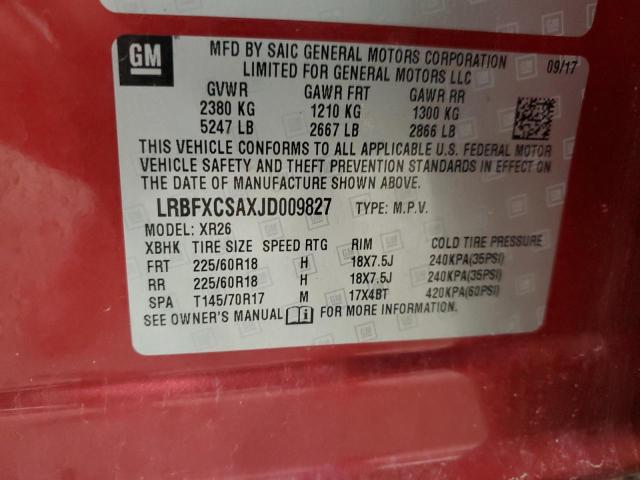 GM
MFD BY SAIC GENERAL MOTORS CORPORATION
LIMITED FOR GENERAL MOTORS LLC
09/17
GVWR GAWR FRT GAWR RR
2380 KG 1210 KG 1300 KG
5247 LB 2667 LB 2866 LB
THIS VEHICLE CONFORMS TO ALL APPLICABLE U.S. FEDERAL MOTOR
VEHICLE SAFETY AND THEFT PREVENTION STANDARDS IN EFFECT ON
THE DATE OF MANUFACTURE SHOWN ABOVE.
LRBFXCSAXJD009827 TYPE: M.P.V.
MODEL: XR26
XBHK TIRE SIZE SPEED RTG RIM COLD TIRE PRESSURE
FRT 225/60R18 H 18X7.5J 240KPA(35PSI)
RR 225/60R18 H 18X7.5J 240KPA(35PSI)
SPA T145/70R17 M 17X4BT 420KPA(60PSI)
SEE OWNER'S MANUAL FOR MORE INFORMATION.